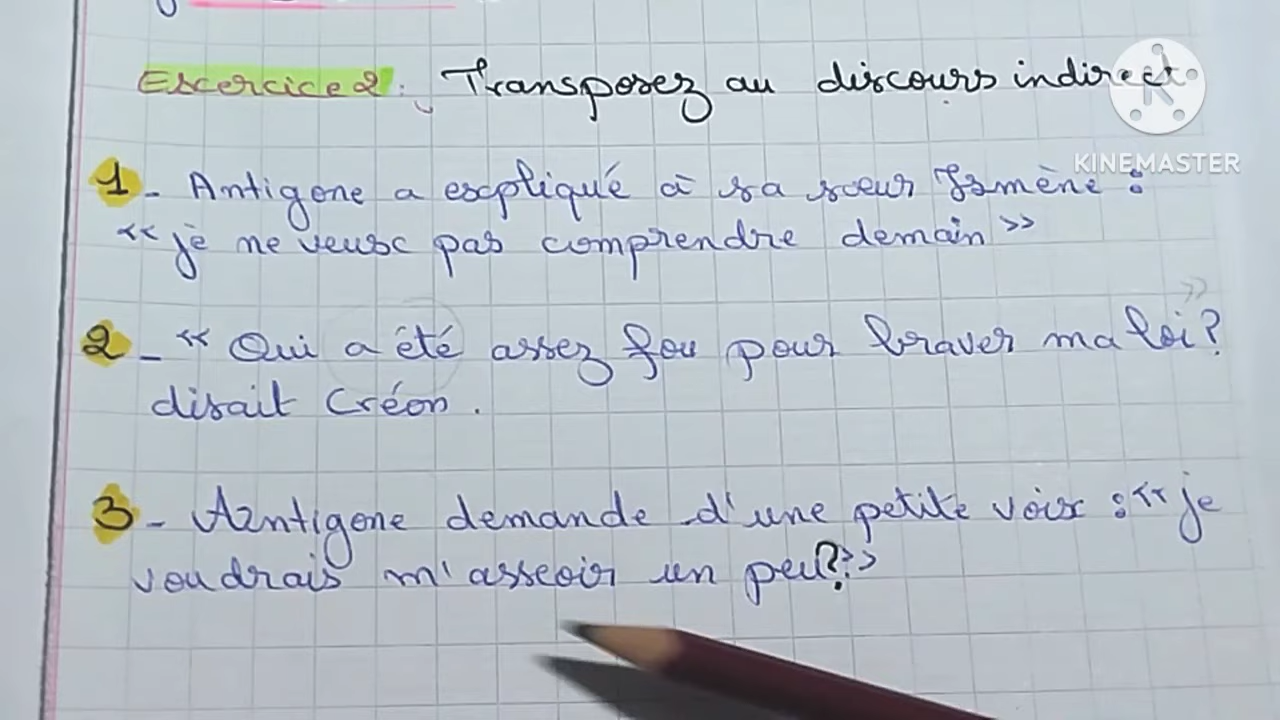 Exercice 2 : Transposez au discours indirect
KINEMASTER
1 - Antigone a expliqué à sa sœur Ismène :
« je ne veux pas comprendre demain »
2 - « Qui a été assez fou pour braver ma loi ? »
disait Créon .
3 - Antigone demande d'une petite voix : « je
voudrais m'asseoir un peu ? »